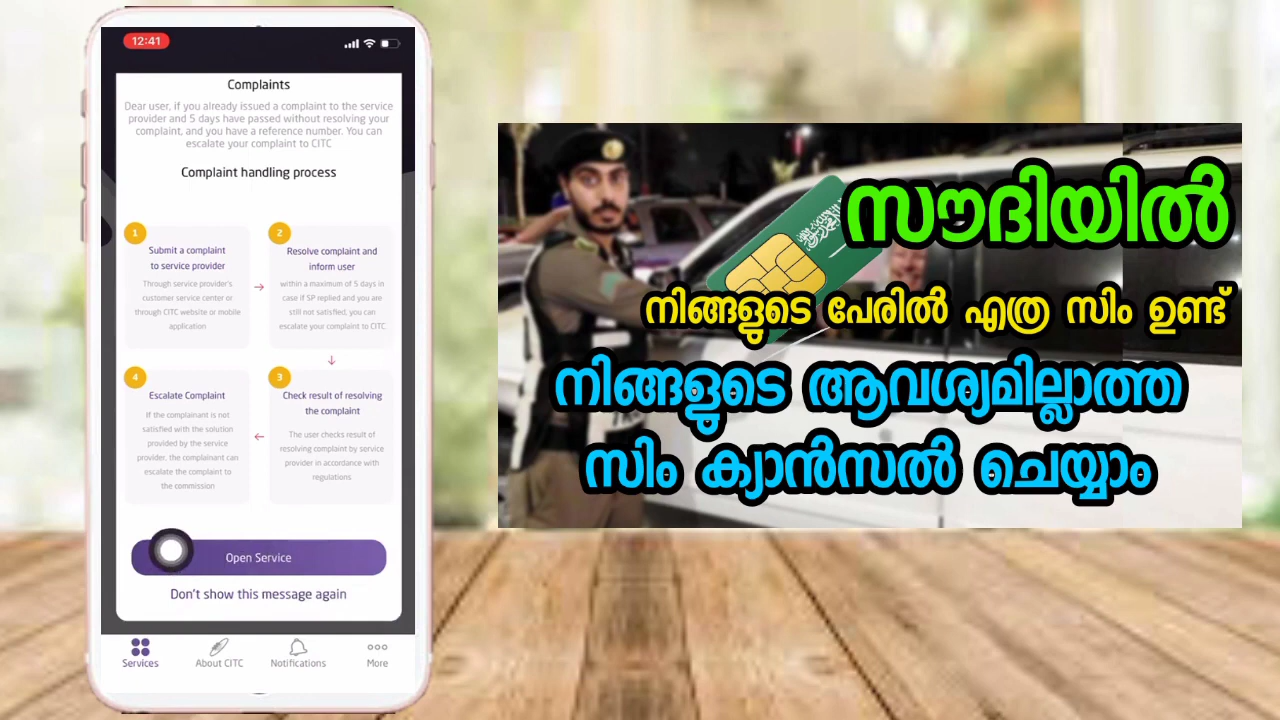 12:41
Complaints
Dear user, if you already issued a complaint to the service
provider and 5 days have passed without resolving your
complaint, and you have a reference number. You can
escalate your complaint to CITC
Complaint handling process
1
Submit a complaint
to service provider
Through service provider's
customer service center or
through CITC website or mobile
application
2
Resolve complaint and
inform user
within a maximum of 5 days in
case if SP replied and you are
still not satisfied, you can
escalate your complaint to CITC
3
Check result of resolving
the complaint
The user checks result of
resolving complaint by service
provider in accordance with
regulations
4
Escalate Complaint
If the complainant is not
satisfied with the solution
provided by the service
provider, the complainant can
escalate the complaint to
the commission
Open Service
Don't show this message again
Services
About CITC
Notifications
More
സൗദിയിൽ
നിങ്ങളുടെ പേരിൽ എത്ര സിം ഉണ്ട്
നിങ്ങളുടെ ആവശ്യമില്ലാത്ത
സിം ക്യാൻസൽ ചെയ്യാം